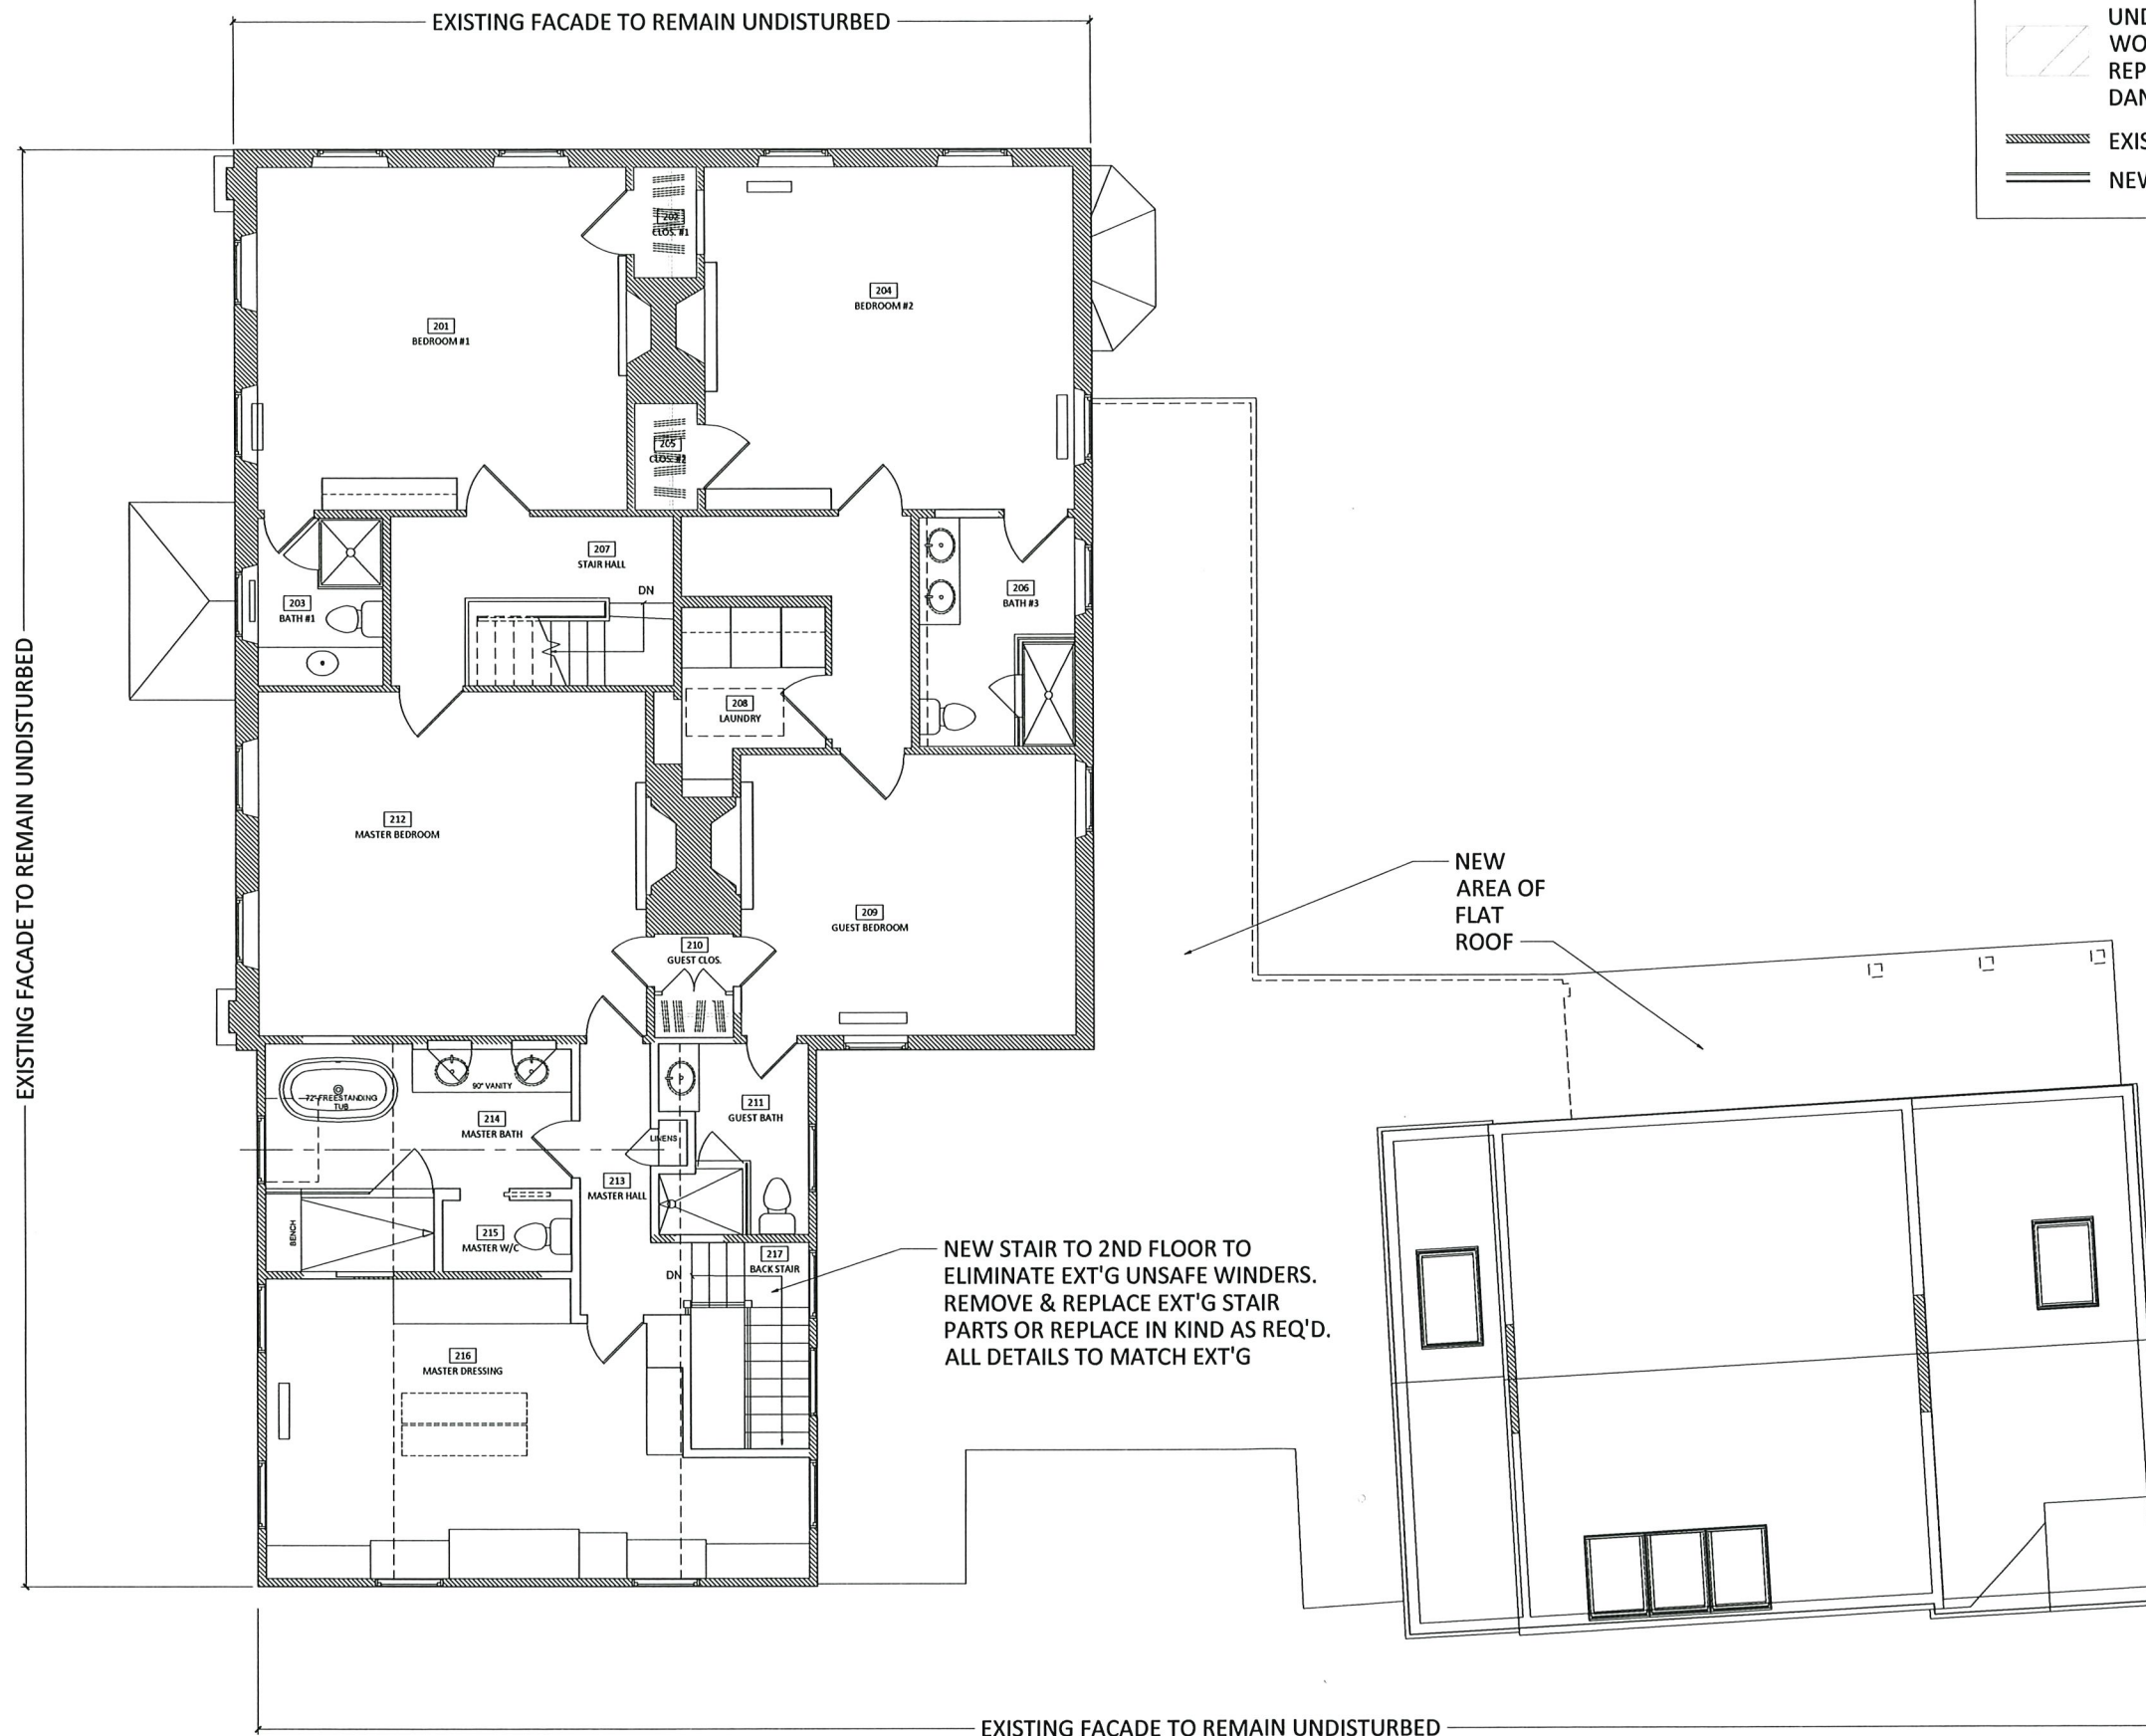 EXISTING FACADE TO REMAIN UNDISTURBED
EXISTING FACADE TO REMAIN UNDISTURBED
202
CLOS. #1
204
BEDROOM #2
201
BEDROOM #1
205
CLOS. #2
207
STAIR HALL
DN
203
BATH #1
206
BATH #3
208
LAUNDRY
212
MASTER BEDROOM
209
GUEST BEDROOM
210
GUEST CLOS.
NEW
AREA OF
FLAT
ROOF
90" VANITY
72" FREESTANDING
TUB
214
MASTER BATH
211
GUEST BATH
LINENS
213
MASTER HALL
BENCH
215
MASTER W/C
217
BACK STAIR
DN
NEW STAIR TO 2ND FLOOR TO
ELIMINATE EXT'G UNSAFE WINDERS.
REMOVE & REPLACE EXT'G STAIR
PARTS OR REPLACE IN KIND AS REQ'D.
ALL DETAILS TO MATCH EXT'G
216
MASTER DRESSING
EXISTING FACADE TO REMAIN UNDISTURBED